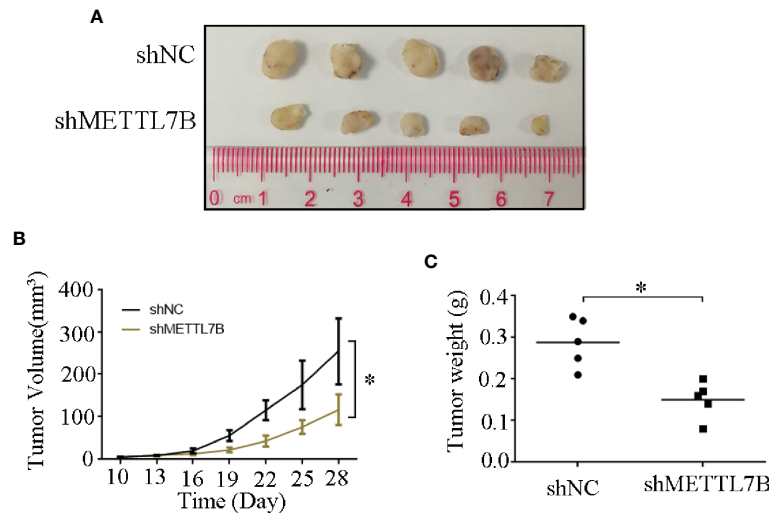 A
shNC
shMETTL7B
0 cm 1 2 3 4 5 6 7
B
Tumor Volume(mm³)
400
300
200
100
0
shNC
shMETTL7B
*
10 13 16 19 22 25 28
Time (Day)
C
Tumor weight (g)
0.4
0.3
0.2
0.1
0.0
*
shNC shMETTL7B